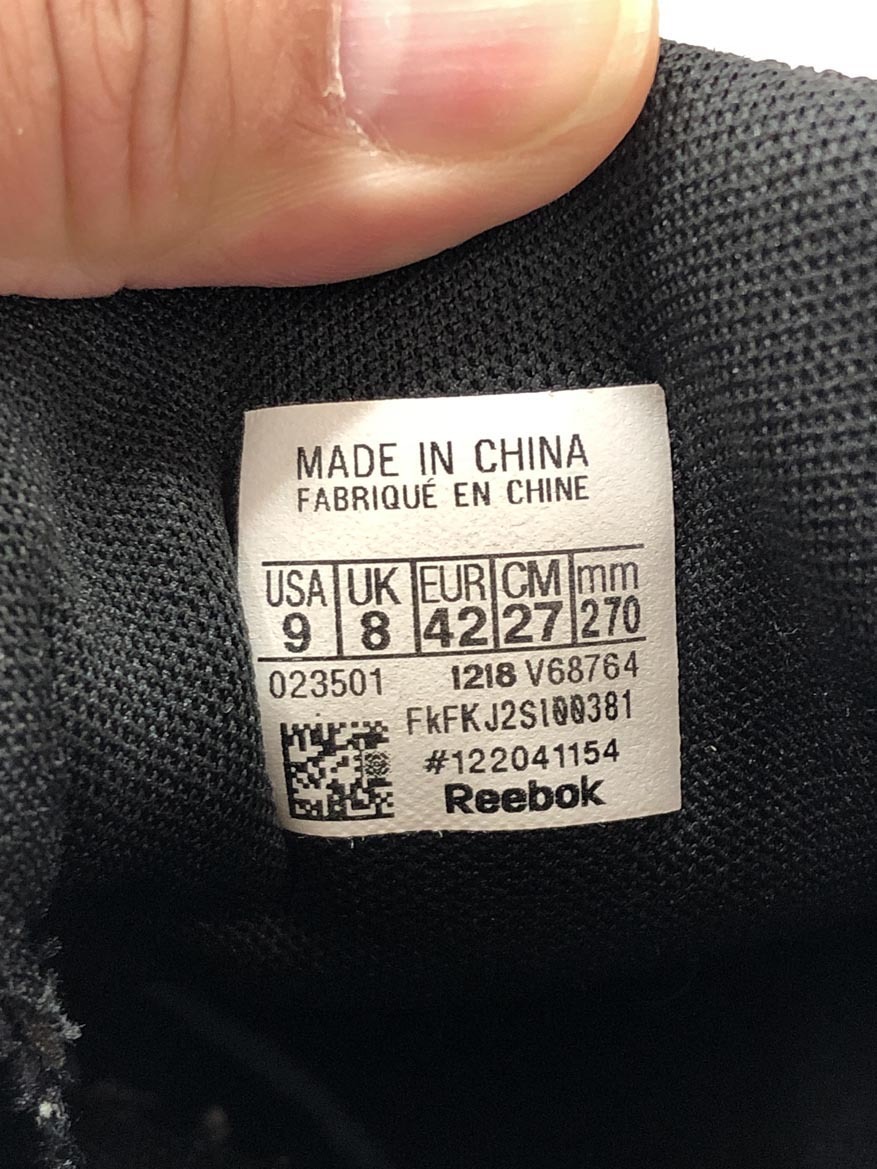 MADE IN CHINA
FABRIQUÉ EN CHINE
USA UK EUR CM mm
9 8 42 27 270
023501 1218 V68764
FkFKJ2S100381
#122041154
Reebok